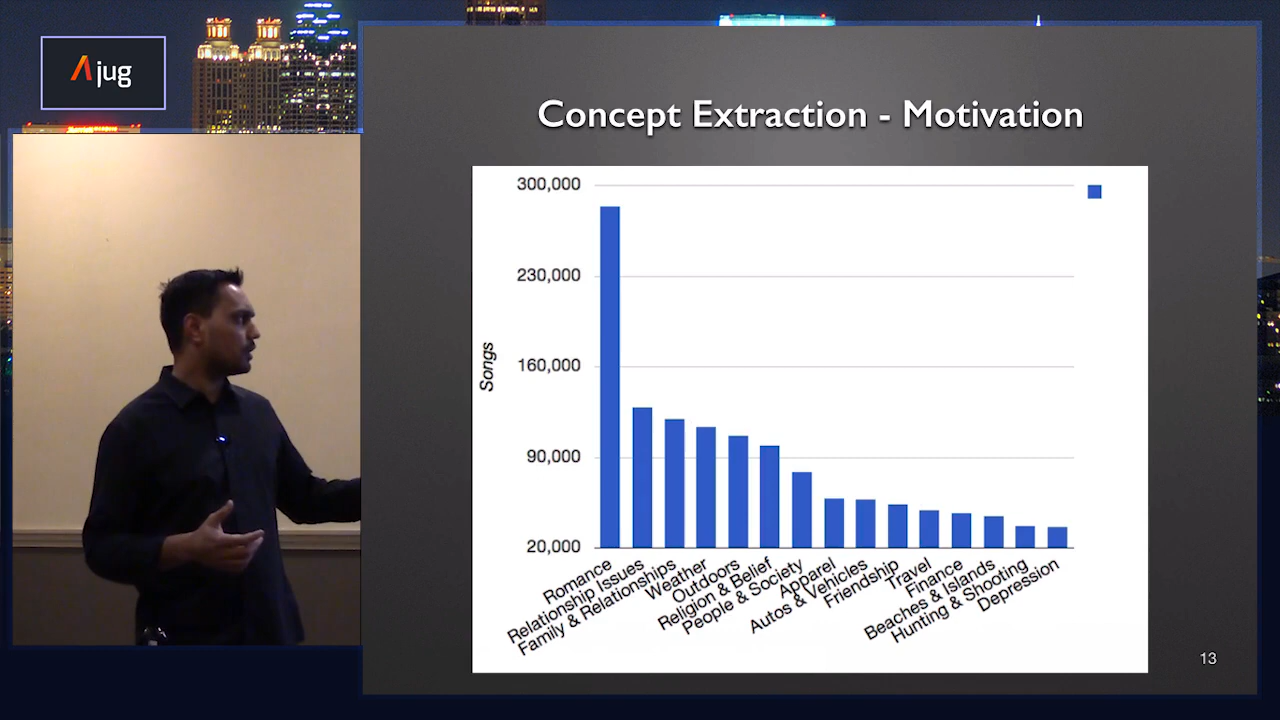 Ajug
Concept Extraction - Motivation
300,000
230,000
160,000
90,000
20,000
Songs
Romance
Relationship Issues
Family & Relationships
Weather
Outdoors
Religion & Belief
People & Society
Apparel
Autos & Vehicles
Friendship
Travel
Finance
Beaches & Islands
Hunting & Shooting
Depression
13